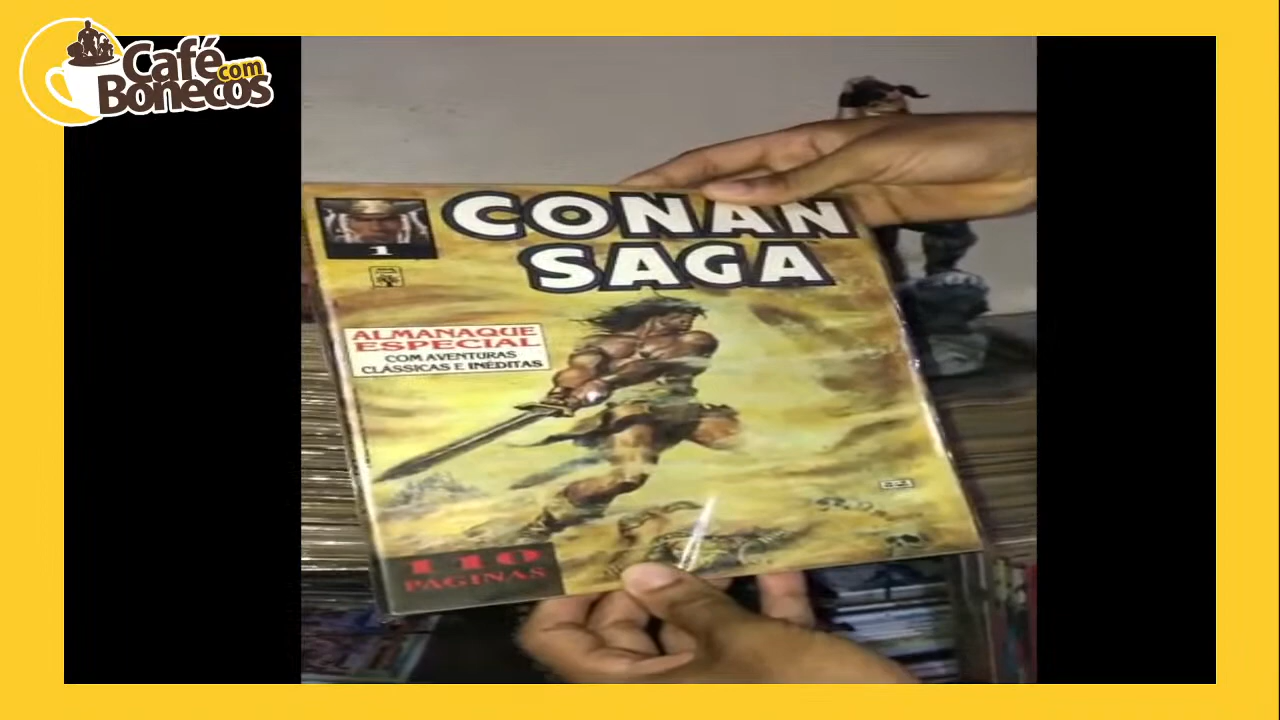 Café
com
Bonecos
CONAN
SAGA
1
ALMANAQUE
ESPECIAL
COM AVENTURAS
CLÁSSICAS E INÉDITAS
110
PÁGINAS